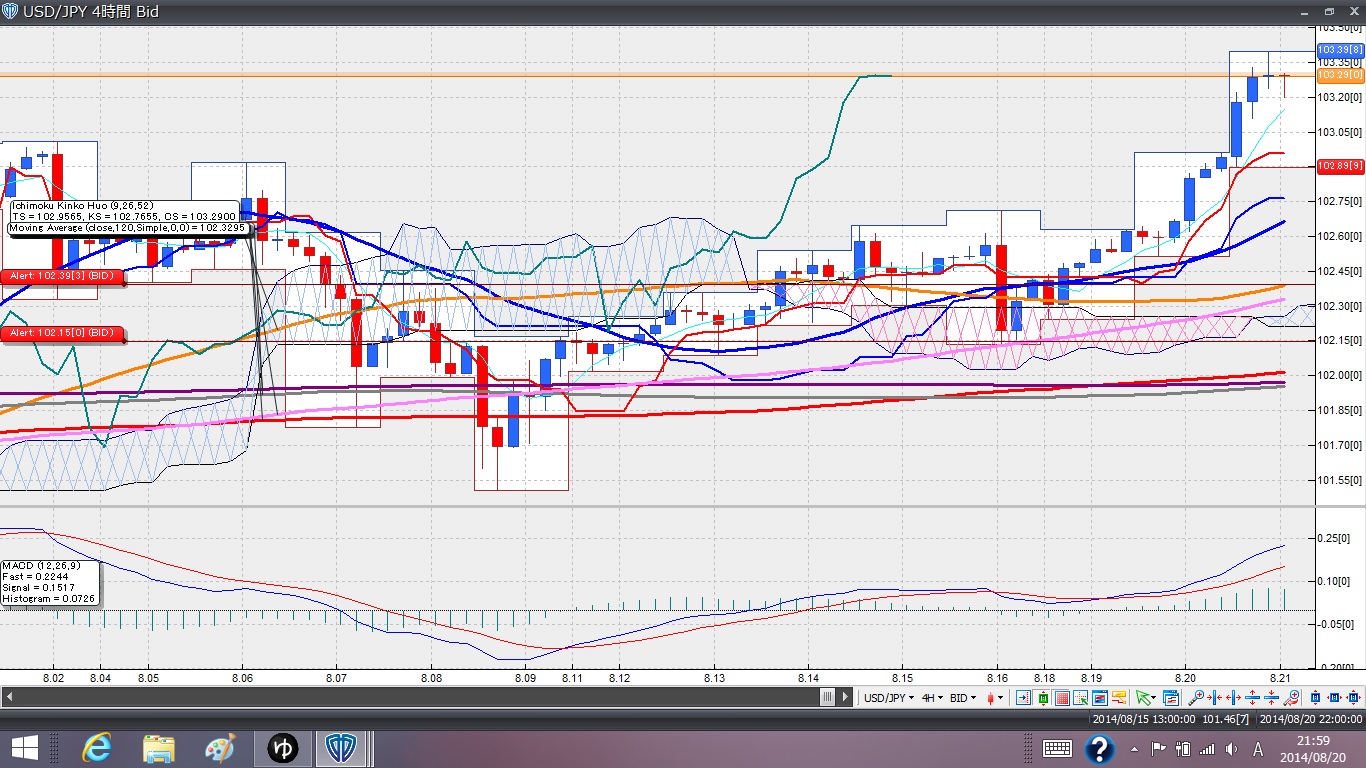 USD/JPY 4時間 Bid
103.50[0]
103.39[8]
103.35[0]
103.29[0]
103.20[0]
103.05[0]
102.89[9]
102.75[0]
102.60[0]
102.45[0]
102.30[0]
102.15[0]
102.00[0]
101.85[0]
101.70[0]
101.55[0]
Ichimoku Kinko Huo (9,26,52)
TS = 102.9565, KS = 102.7655, CS = 103.2900
Moving Average (close,120,Simple,0,0) = 102.3295
Alert: 102.39[3] (BID)
Alert: 102.15[0] (BID)
MACD (12,26,9)
Fast = 0.2244
Signal = 0.1517
Histogram = 0.0726
0.25[0]
0.10[0]
-0.05[0]
-0.20[0]
8.02 8.04 8.05 8.06 8.07 8.08 8.09 8.11 8.12 8.13 8.14 8.15 8.16 8.18 8.19 8.20 8.21
USD/JPY 4H BID
2014/08/15 13:00:00 101.46[7] 2014/08/20 22:00:00
ゆ
A
21:59
2014/08/20